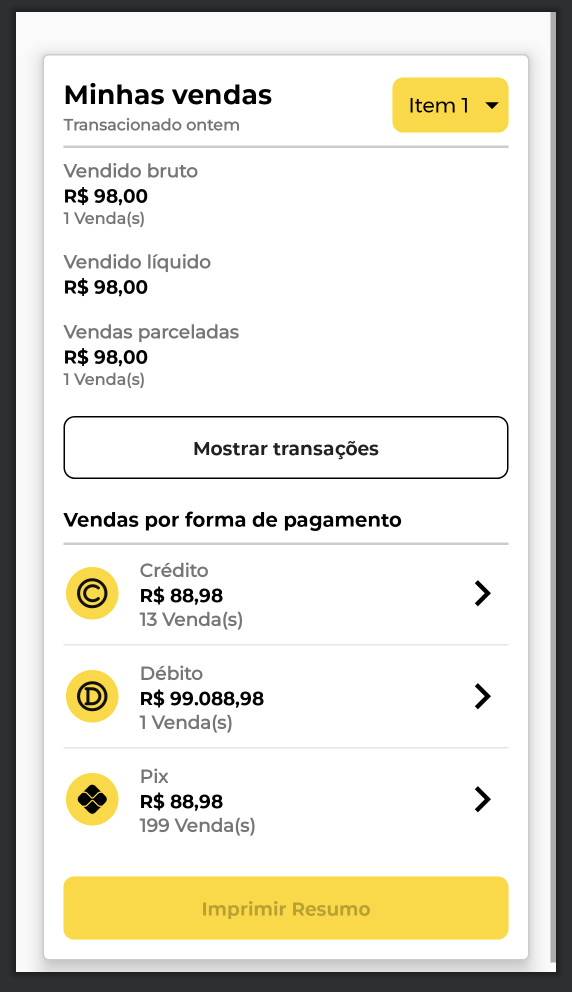 Minhas vendas
Item 1
Transacionado ontem
Vendido bruto
R$ 98,00
1 Venda(s)
Vendido líquido
R$ 98,00
Vendas parceladas
R$ 98,00
1 Venda(s)
Mostrar transações
Vendas por forma de pagamento
C
Crédito
R$ 88,98
13 Venda(s)
D
Débito
R$ 99.088,98
1 Venda(s)
Pix
R$ 88,98
199 Venda(s)
Imprimir Resumo